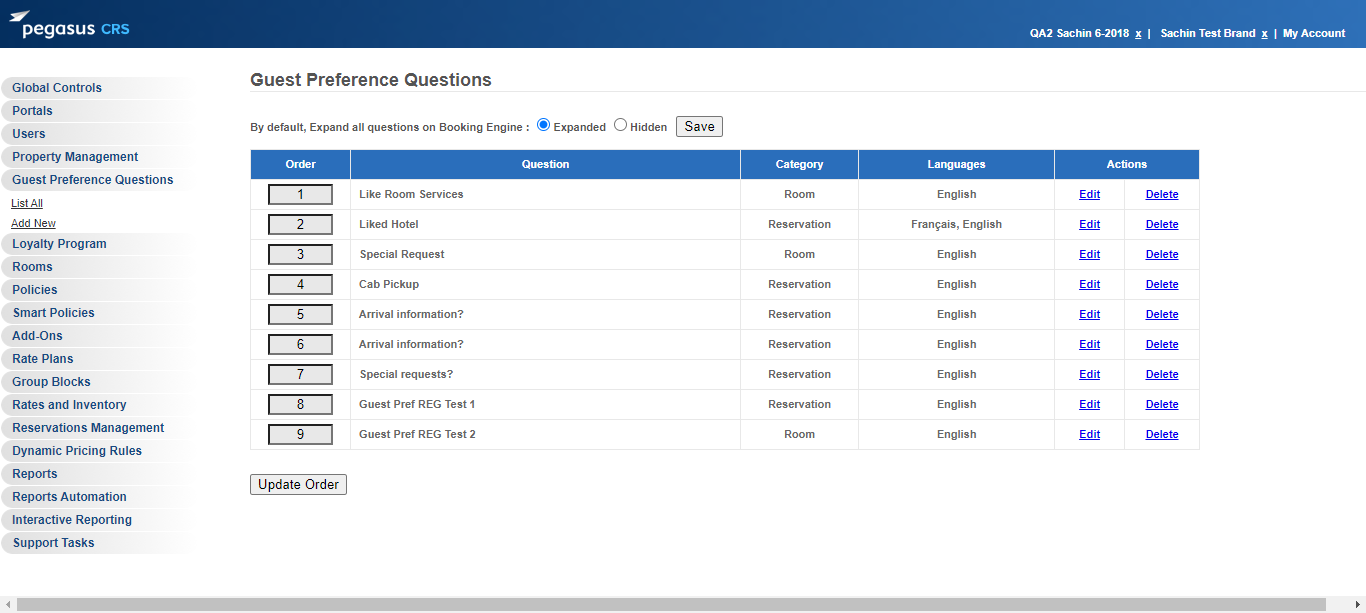 pegasus CRS
QA2 Sachin 6-2018 x | Sachin Test Brand x | My Account
Global Controls
Portals
Users
Property Management
Guest Preference Questions
List All
Add New
Loyalty Program
Rooms
Policies
Smart Policies
Add-Ons
Rate Plans
Group Blocks
Rates and Inventory
Reservations Management
Dynamic Pricing Rules
Reports
Reports Automation
Interactive Reporting
Support Tasks
Guest Preference Questions
By default, Expand all questions on Booking Engine : Expanded Hidden Save
Order Question Category Languages Actions
1 Like Room Services Room English Edit Delete
2 Liked Hotel Reservation Français, English Edit Delete
3 Special Request Room English Edit Delete
4 Cab Pickup Reservation English Edit Delete
5 Arrival information? Reservation English Edit Delete
6 Arrival information? Reservation English Edit Delete
7 Special requests? Reservation English Edit Delete
8 Guest Pref REG Test 1 Reservation English Edit Delete
9 Guest Pref REG Test 2 Room English Edit Delete
Update Order